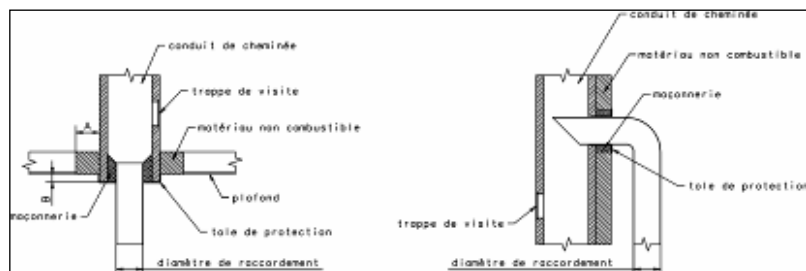 conduit de cheminée
trappe de visite
matériau non combustible
A
B
plafond
maçonnerie
tole de protection
diamètre de raccordement
conduit de cheminée
matériau non combustible
maçonnerie
tole de protection
trappe de visite
diamètre de raccordement